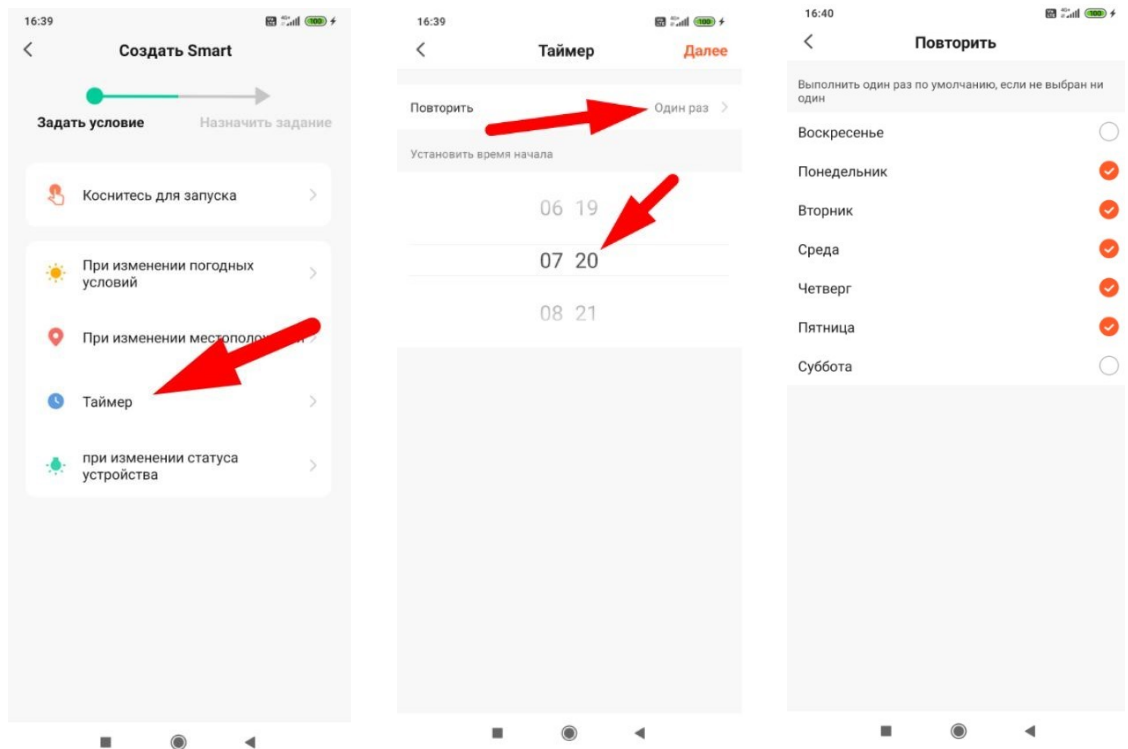 16:39
100
Создать Smart
Задать условие
Назначить задание
Коснитесь для запуска
При изменении погодных
условий
При изменении
Таймер
при изменении статуса
устройства
16:39
100
Таймер
Далее
Повторить
Один раз
Установить время начала
06 19
07 20
08 21
16:40
100
Повторить
Выполнить один раз по умолчанию, если не выбран ни
один
Воскресенье
Понедельник
Вторник
Среда
Четверг
Пятница
Суббота